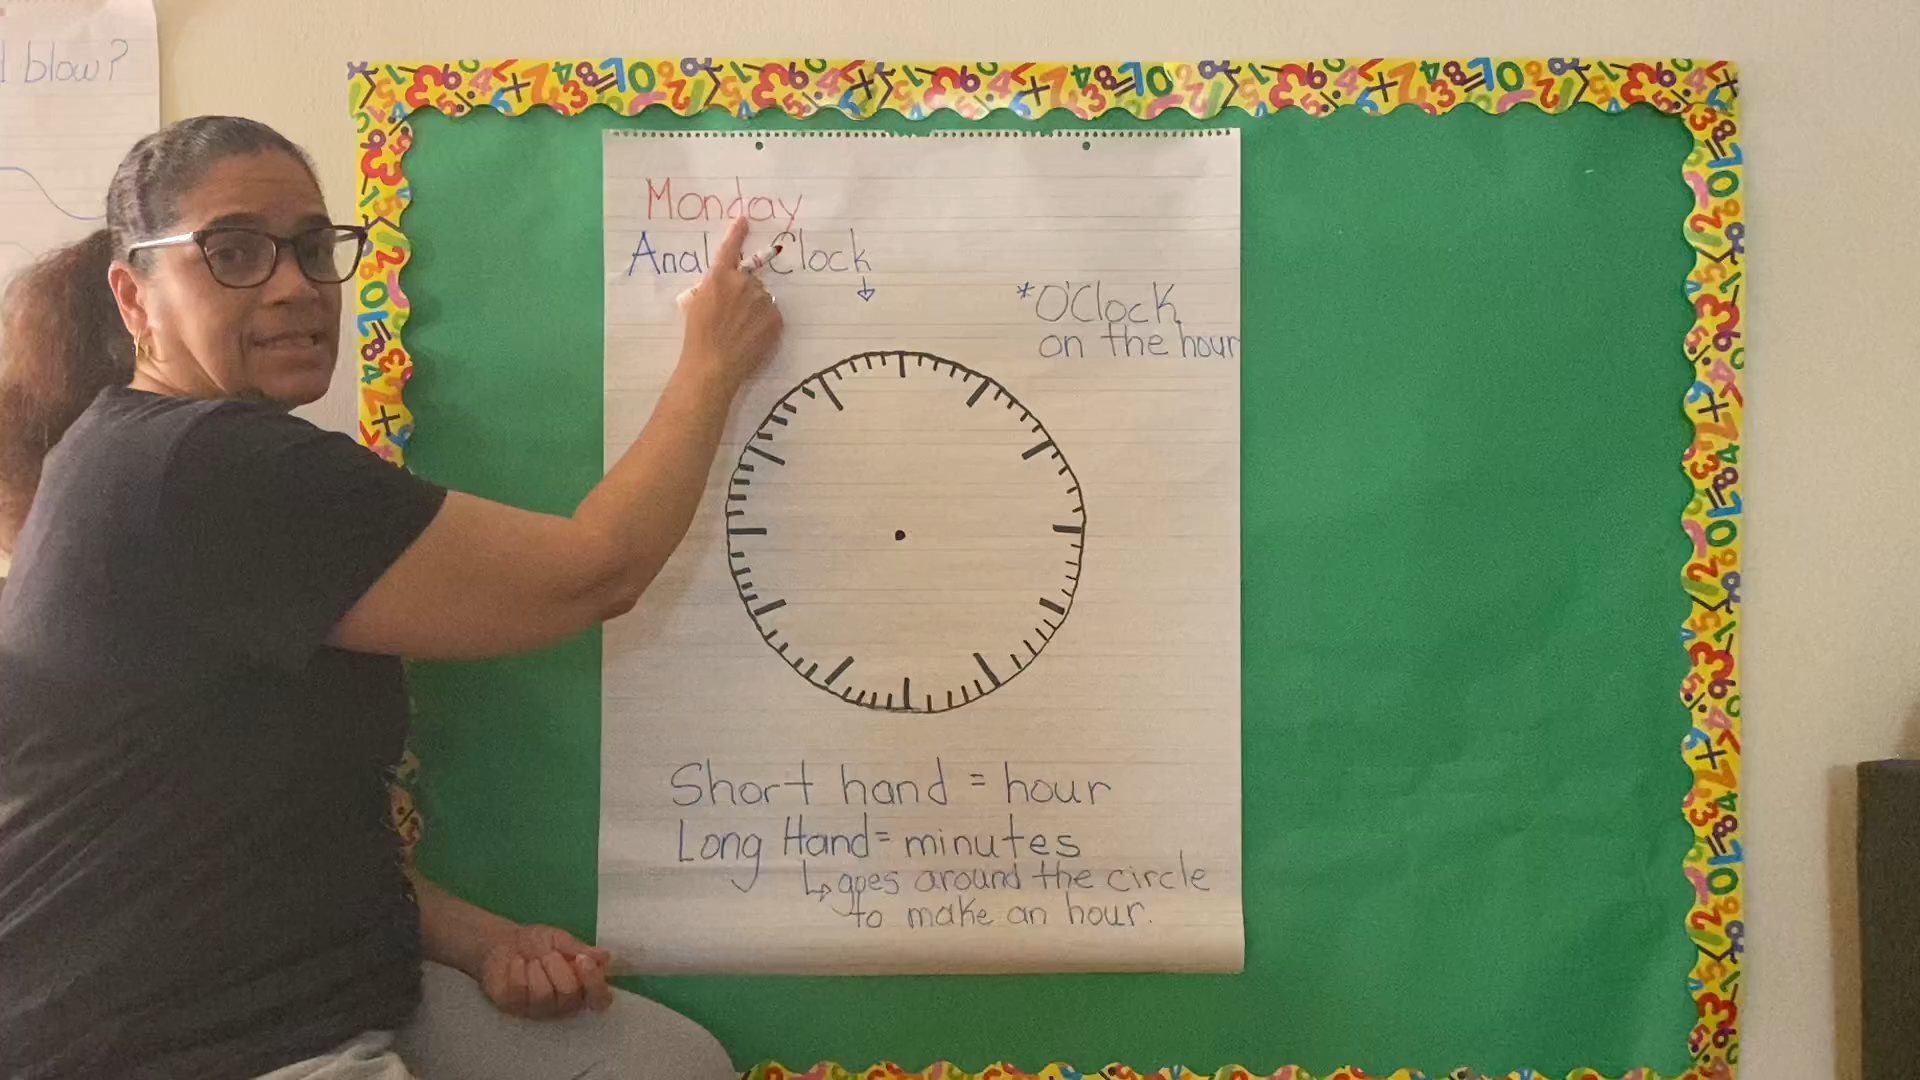 blow?
Monday
Clock
*O'Clock
on the hour
Short hand = hour
Long Hand = minutes
↳ goes around the circle
to make an hour.